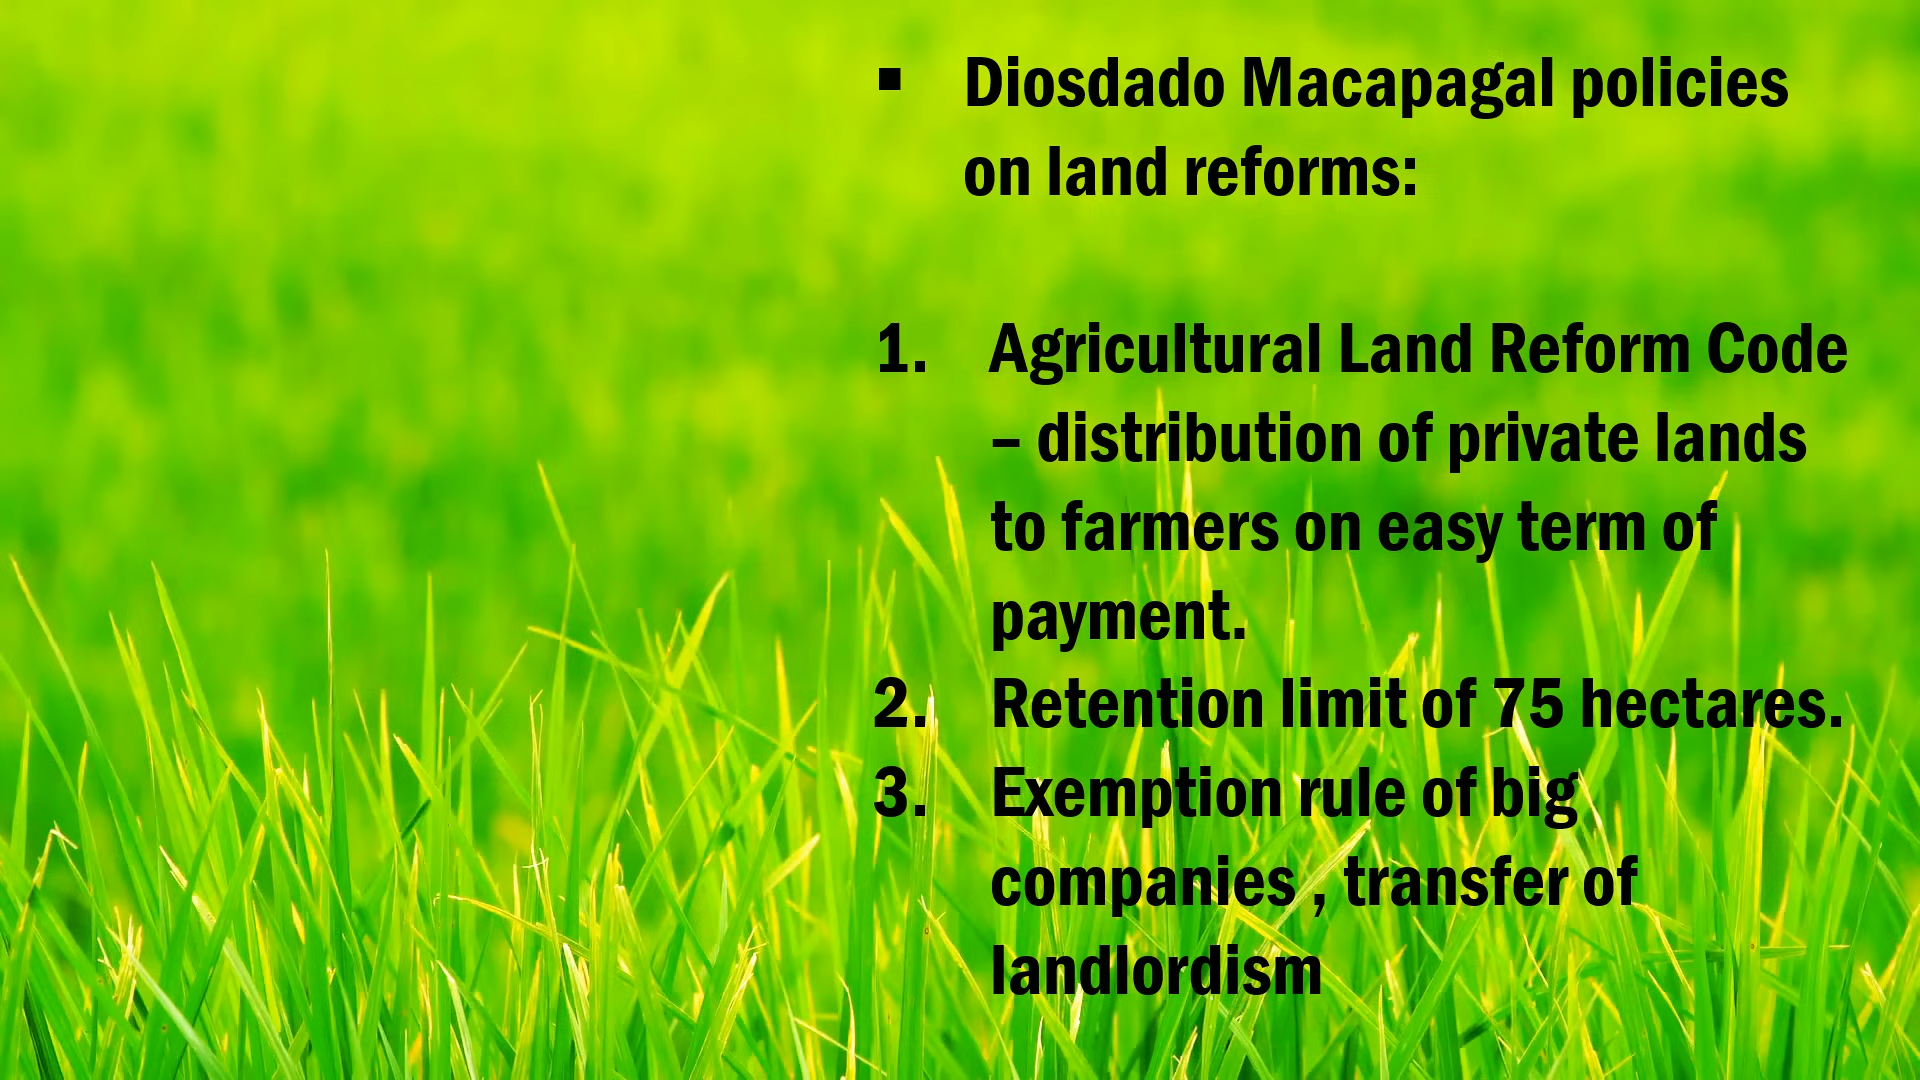 ▪ Diosdado Macapagal policies
on land reforms:
1. Agricultural Land Reform Code
– distribution of private lands
to farmers on easy term of
payment.
2. Retention limit of 75 hectares.
3. Exemption rule of big
companies , transfer of
landlordism